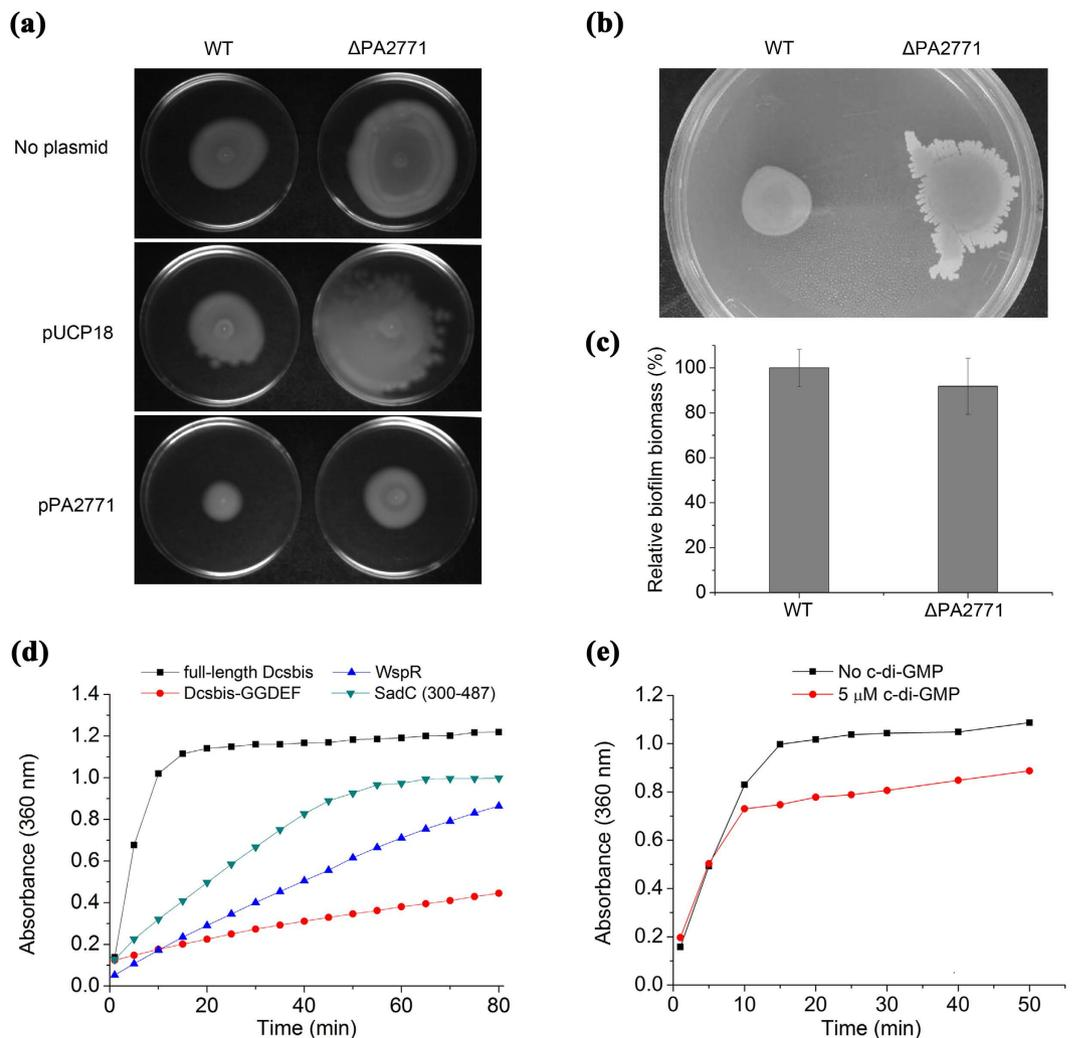 (a)
WT ΔPA2771
No plasmid
pUCP18
pPA2771
(b)
WT ΔPA2771
(c)
Relative biofilm biomass (%)
100
80
60
40
20
0
WT ΔPA2771
(d)
full-length Dcsbis WspR
Dcsbis-GGDEF SadC (300-487)
Absorbance (360 nm)
1.4
1.2
1.0
0.8
0.6
0.4
0.2
0.0
0 20 40 60 80
Time (min)
(e)
No c-di-GMP
5 μM c-di-GMP
Absorbance (360 nm)
1.2
1.0
0.8
0.6
0.4
0.2
0.0
0 10 20 30 40 50
Time (min)